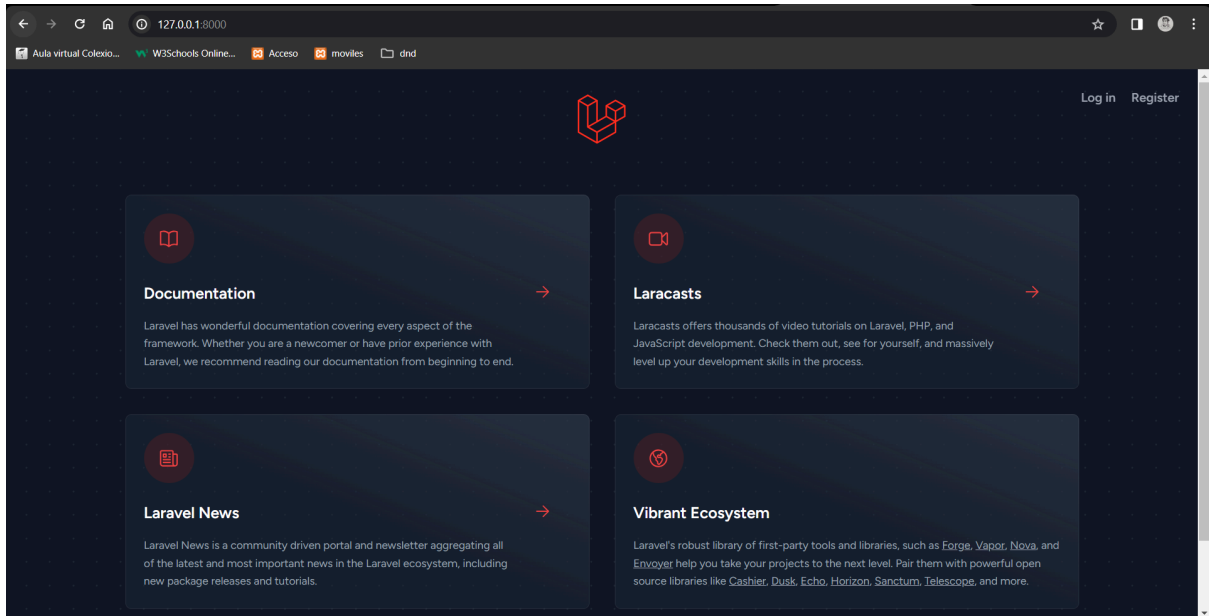 127.0.0.1:8000
Aula virtual Colexio... W3Schools Online... Acceso moviles dnd
Log in Register
Documentation
Laravel has wonderful documentation covering every aspect of the
framework. Whether you are a newcomer or have prior experience with
Laravel, we recommend reading our documentation from beginning to end.
Laracasts
Laracasts offers thousands of video tutorials on Laravel, PHP, and
JavaScript development. Check them out, see for yourself, and massively
level up your development skills in the process.
Laravel News
Laravel News is a community driven portal and newsletter aggregating all
of the latest and most important news in the Laravel ecosystem, including
new package releases and tutorials.
Vibrant Ecosystem
Laravel's robust library of first-party tools and libraries, such as Forge, Vapor, Nova, and
Envoyer help you take your projects to the next level. Pair them with powerful open
source libraries like Cashier, Dusk, Echo, Horizon, Sanctum, Telescope, and more.